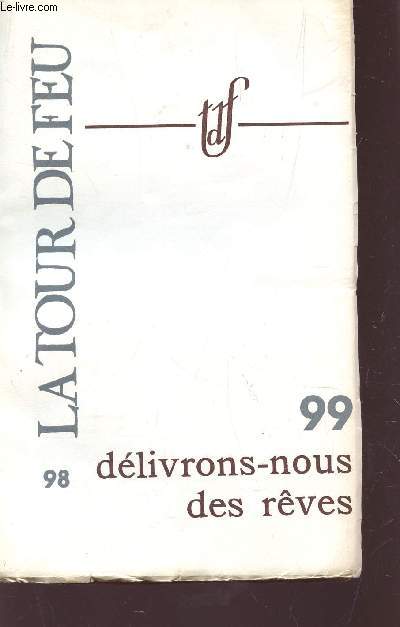 Le-livre.com
LA TOUR DE FEU
tdf
99
98
délivrons-nous
des rêves